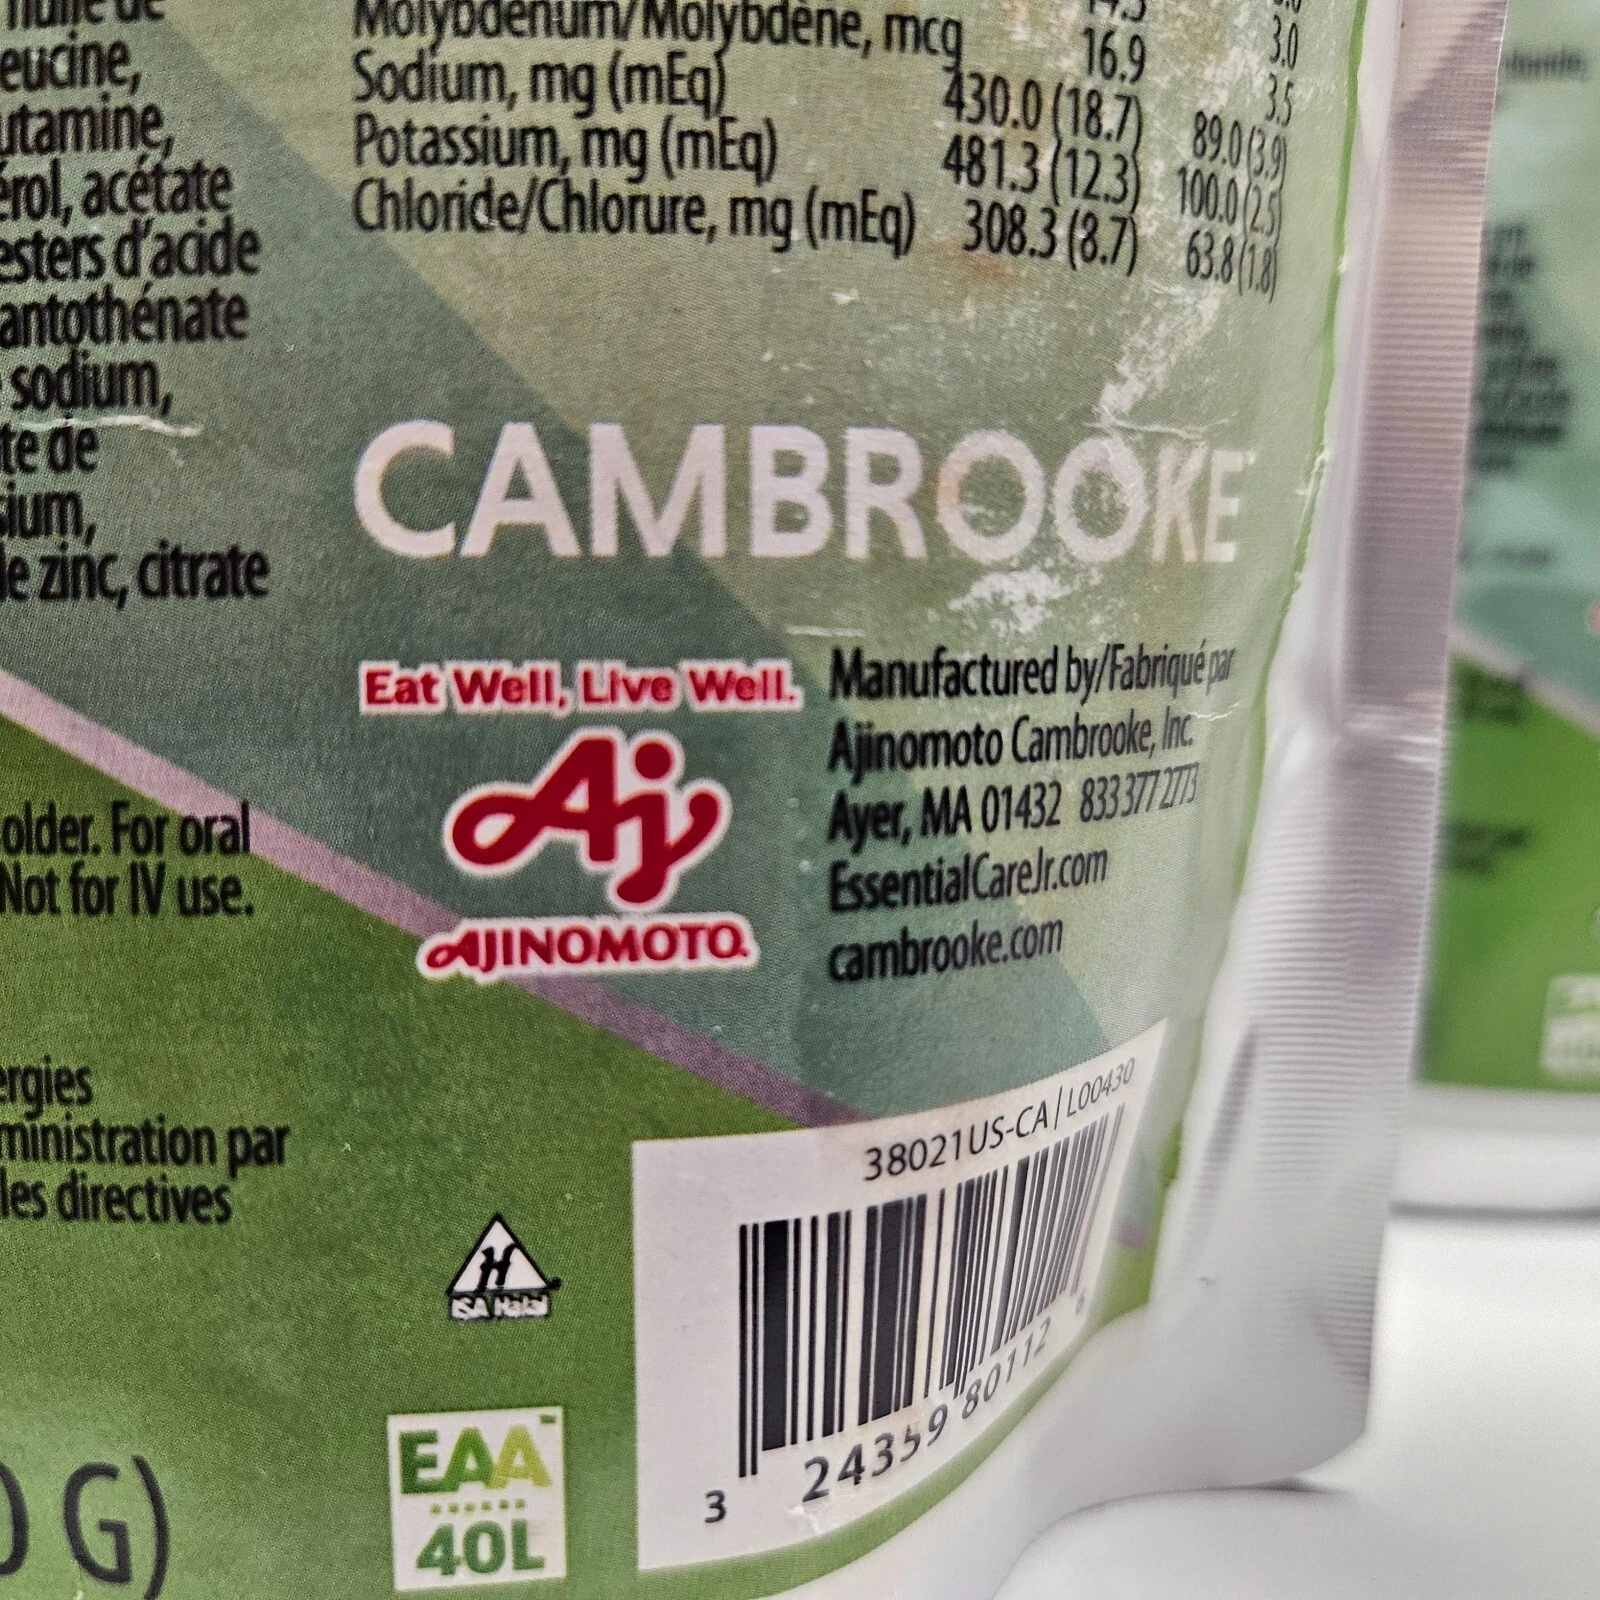 huile de
eucine,
utamine,
érol, acétate
esters d'acide
antothénate
sodium,
te de
sium,
le zinc, citrate
Molybdenum/Molybdène, mcg 16.9 3.5
Sodium, mg (mEq) 430.0 (18.7) 89.0 (3.9)
Potassium, mg (mEq) 481.3 (12.3) 100.0 (2.5)
Chloride/Chlorure, mg (mEq) 308.3 (8.7) 63.8 (1.8)
CAMBROOKE
Eat Well, Live Well.
Aj
AJINOMOTO.
Manufactured by/Fabriqué par
Ajinomoto Cambrooke, Inc.
Ayer, MA 01432 833 377 2773
EssentialCareJr.com
cambrooke.com
older. For oral
Not for IV use.
ergies
ministration par
les directives
H
ISA Halal
38021US-CA | L00430
3 24359 80112 6
EAA™
40L
0 G)